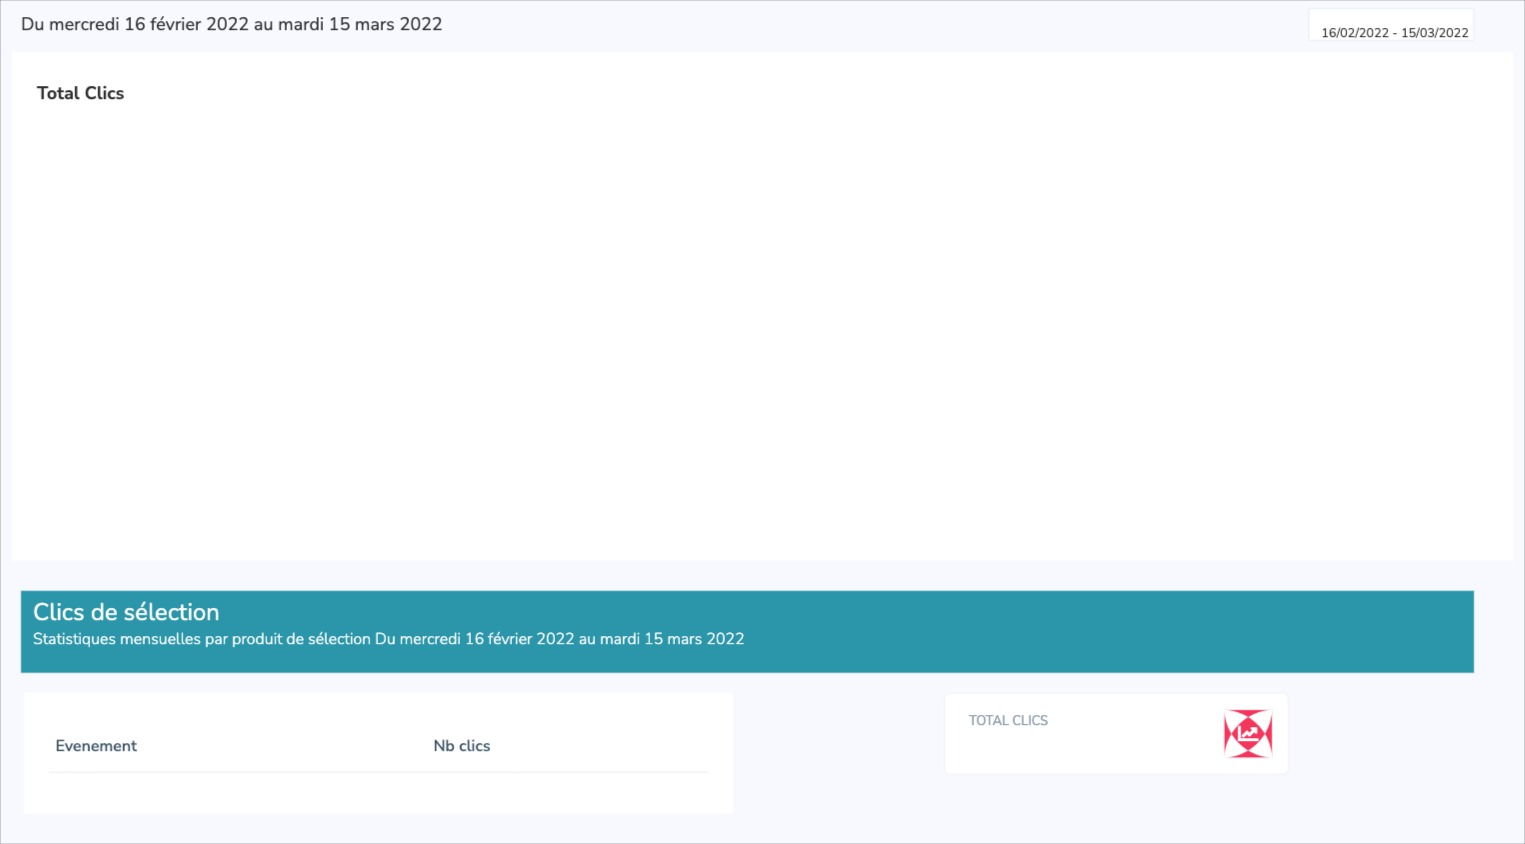 Du mercredi 16 février 2022 au mardi 15 mars 2022
16/02/2022 - 15/03/2022
Total Clics
Clics de sélection
Statistiques mensuelles par produit de sélection Du mercredi 16 février 2022 au mardi 15 mars 2022
Evenement
Nb clics
TOTAL CLICS